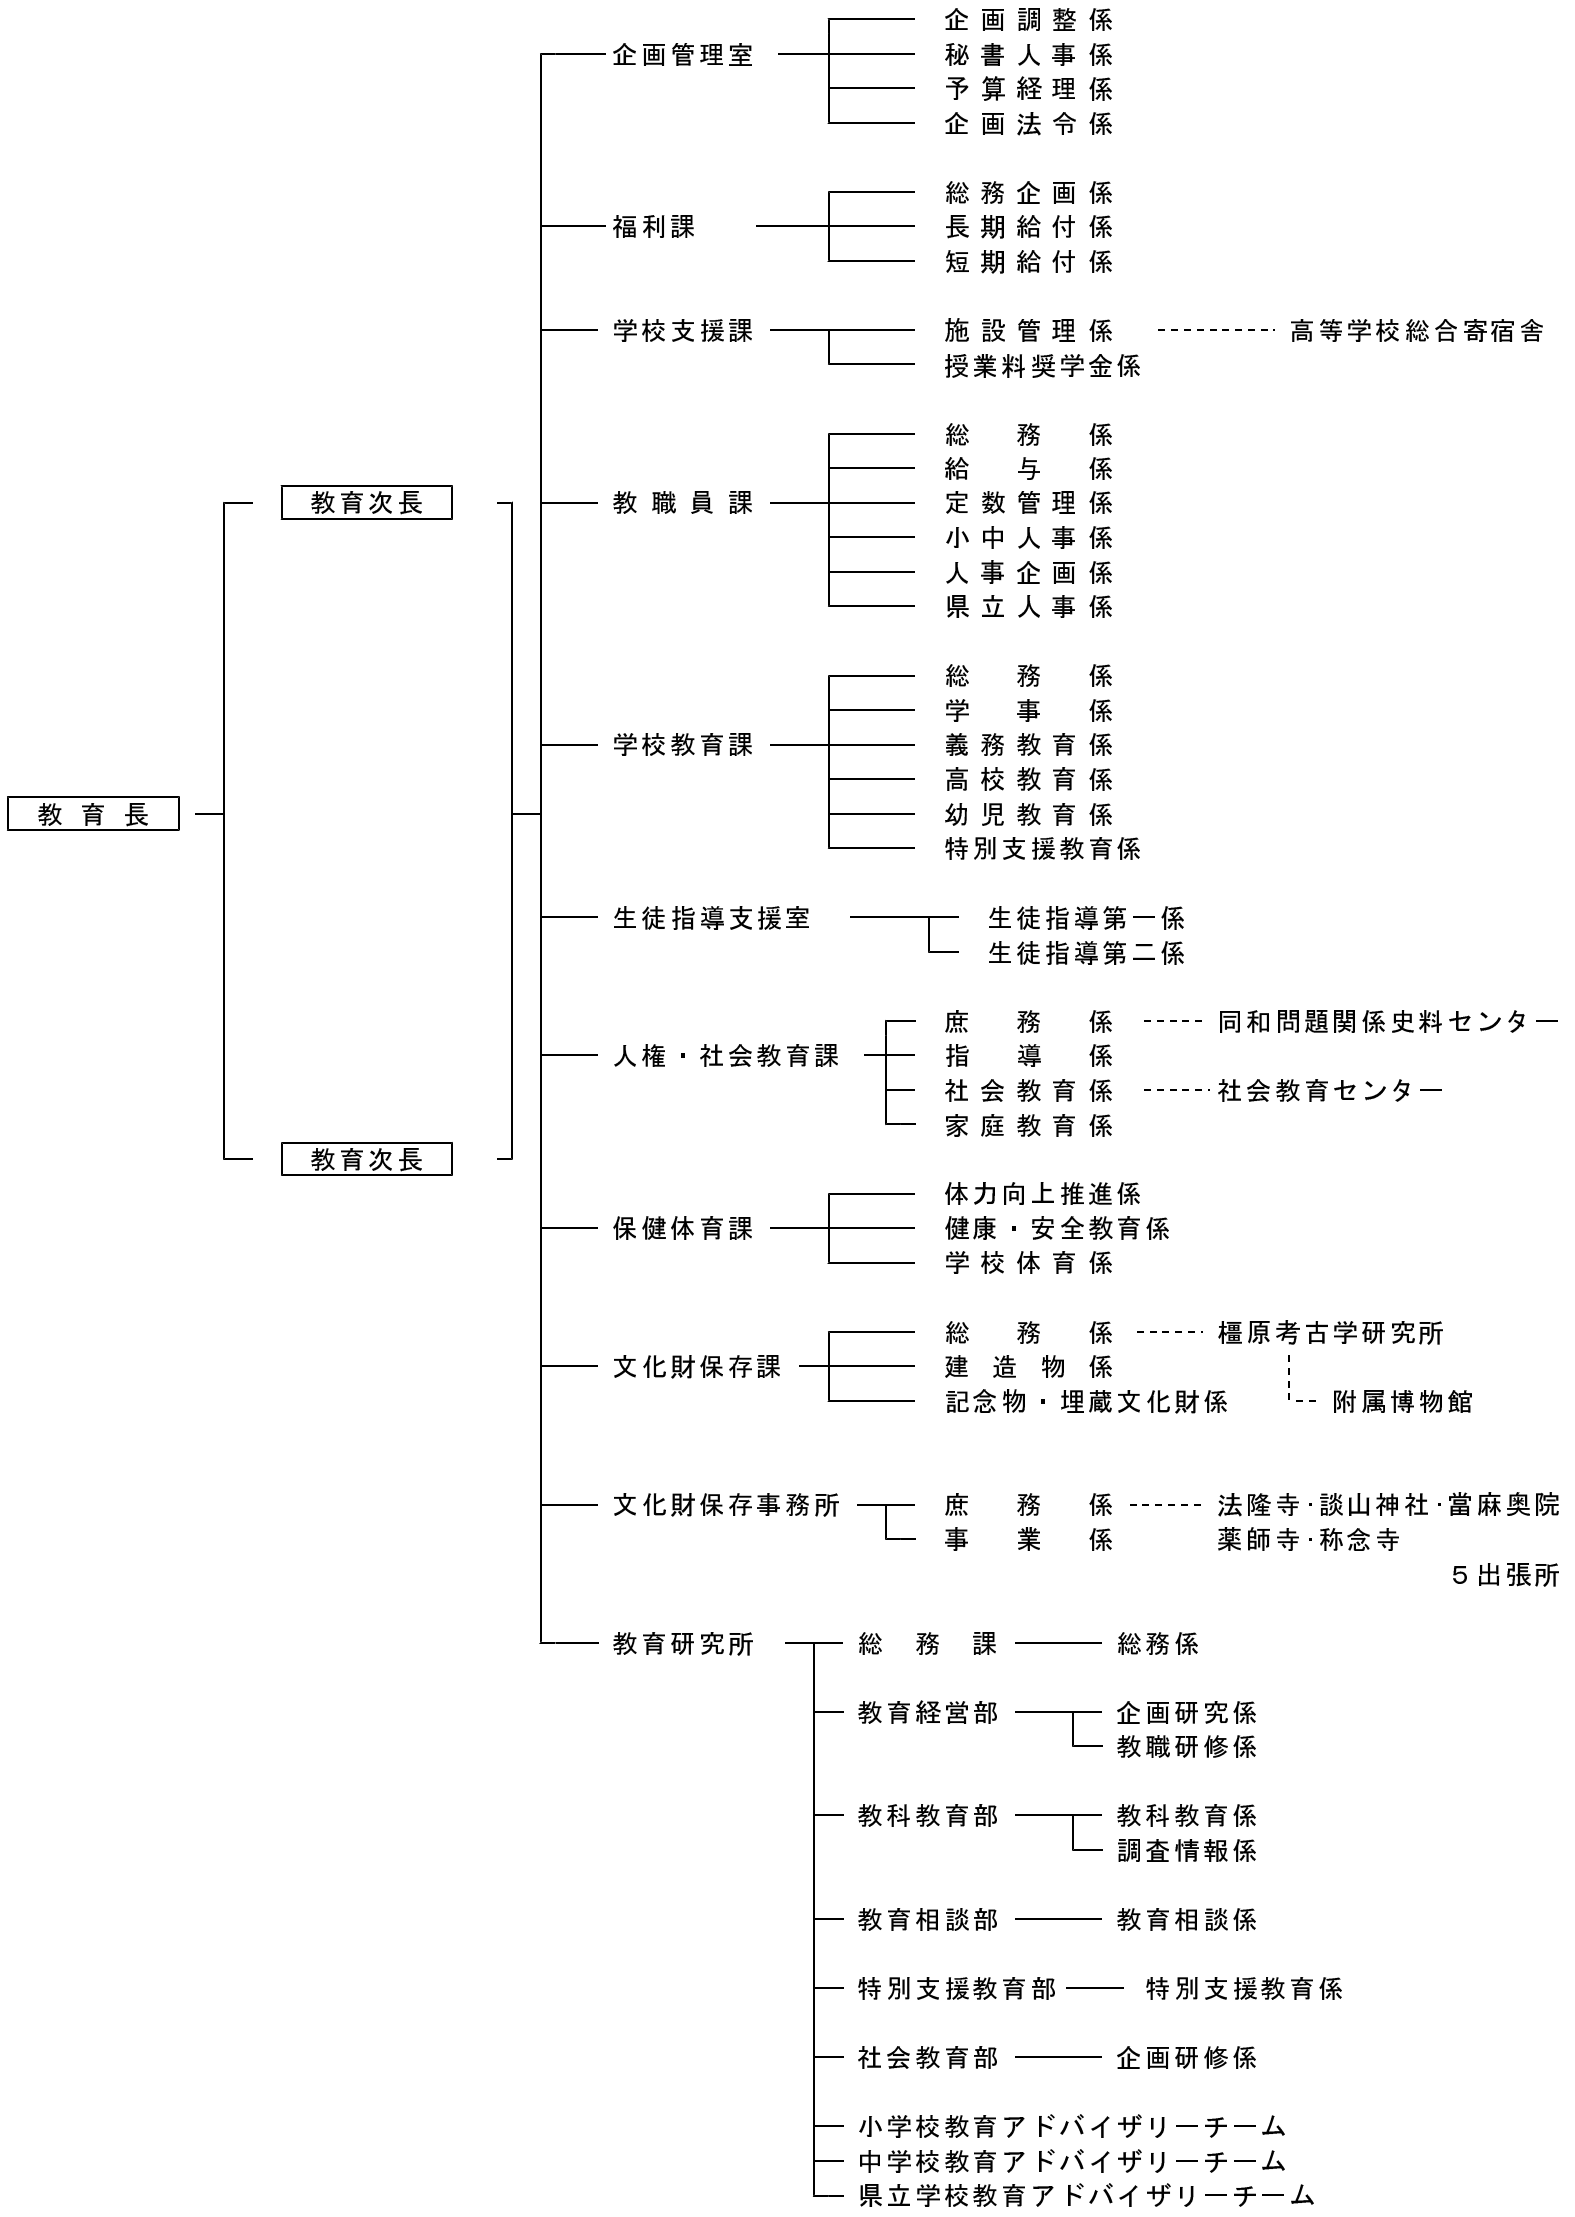 企画調整係
企画管理室
秘書人事係
予算経理係
企画法令係
総務企画係
福利課
長期給付係
短期給付係
学校支援課
施設管理係
高等学校総合寄宿舎
授業料奨学金係
総務係
給与係
教育次長
教職員課
定数管理係
小中人事係
人事企画係
県立人事係
総務係
学事係
学校教育課
義務教育係
高校教育係
教育長
幼児教育係
特別支援教育係
生徒指導支援室
生徒指導第一係
生徒指導第二係
庶務係
同和問題関係史料センター
人権・社会教育課
指導係
社会教育係
社会教育センター
家庭教育係
教育次長
体力向上推進係
保健体育課
健康・安全教育係
学校体育係
総務係
橿原考古学研究所
文化財保存課
建造物係
記念物・埋蔵文化財係
附属博物館
文化財保存事務所
庶務係
法隆寺・談山神社・當麻奥院
事業係
薬師寺・称念寺
５出張所
教育研究所
総務課
総務係
教育経営部
企画研究係
教職研修係
教科教育部
教科教育係
調査情報係
教育相談部
教育相談係
特別支援教育部
特別支援教育係
社会教育部
企画研修係
小学校教育アドバイザリーチーム
中学校教育アドバイザリーチーム
県立学校教育アドバイザリーチーム